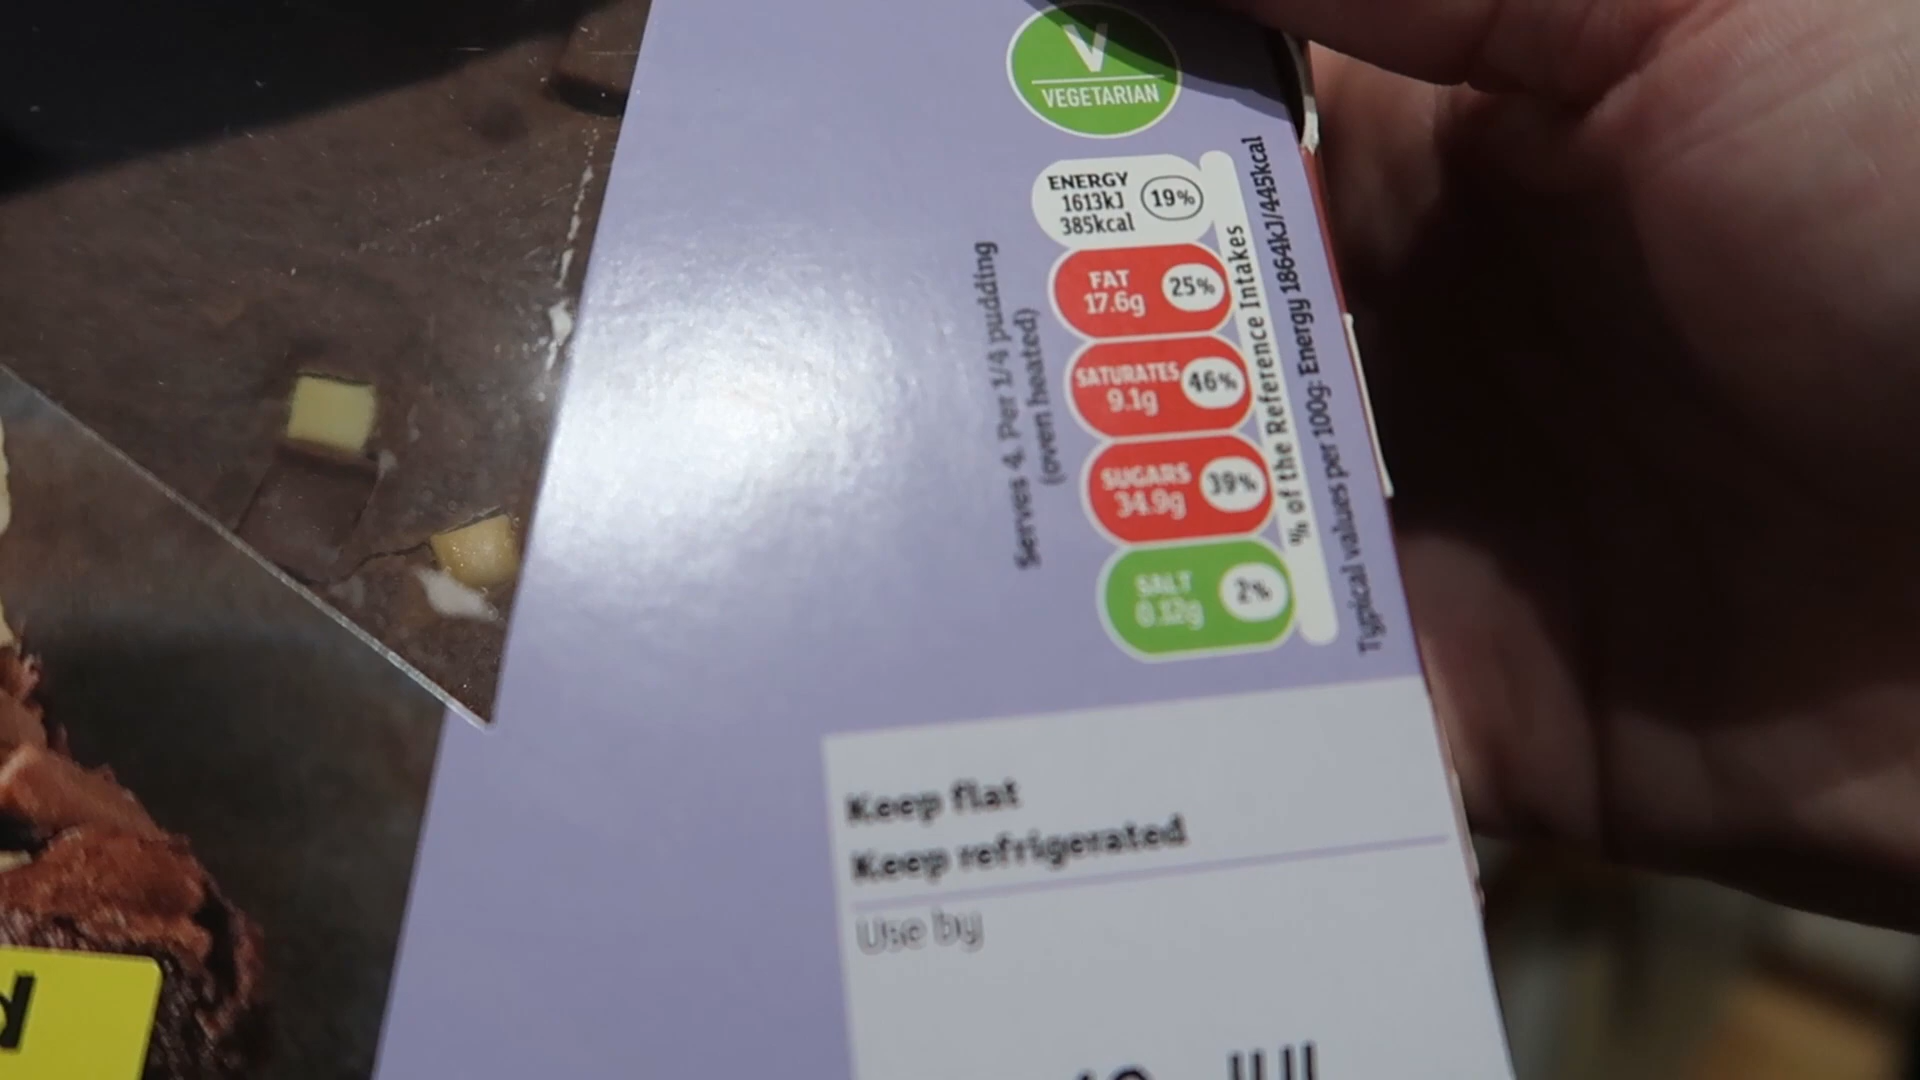 V
VEGETARIAN
ENERGY
1613kJ
385kcal
19%
FAT
17.6g
25%
SATURATES
9.1g
46%
SUGARS
34.9g
39%
SALT
0.12g
2%
Serves 4. Per 1/4 pudding
(oven heated)
% of the Reference Intakes
Typical values per 100g: Energy 1864kJ/445kcal
Keep flat
Keep refrigerated
Use by